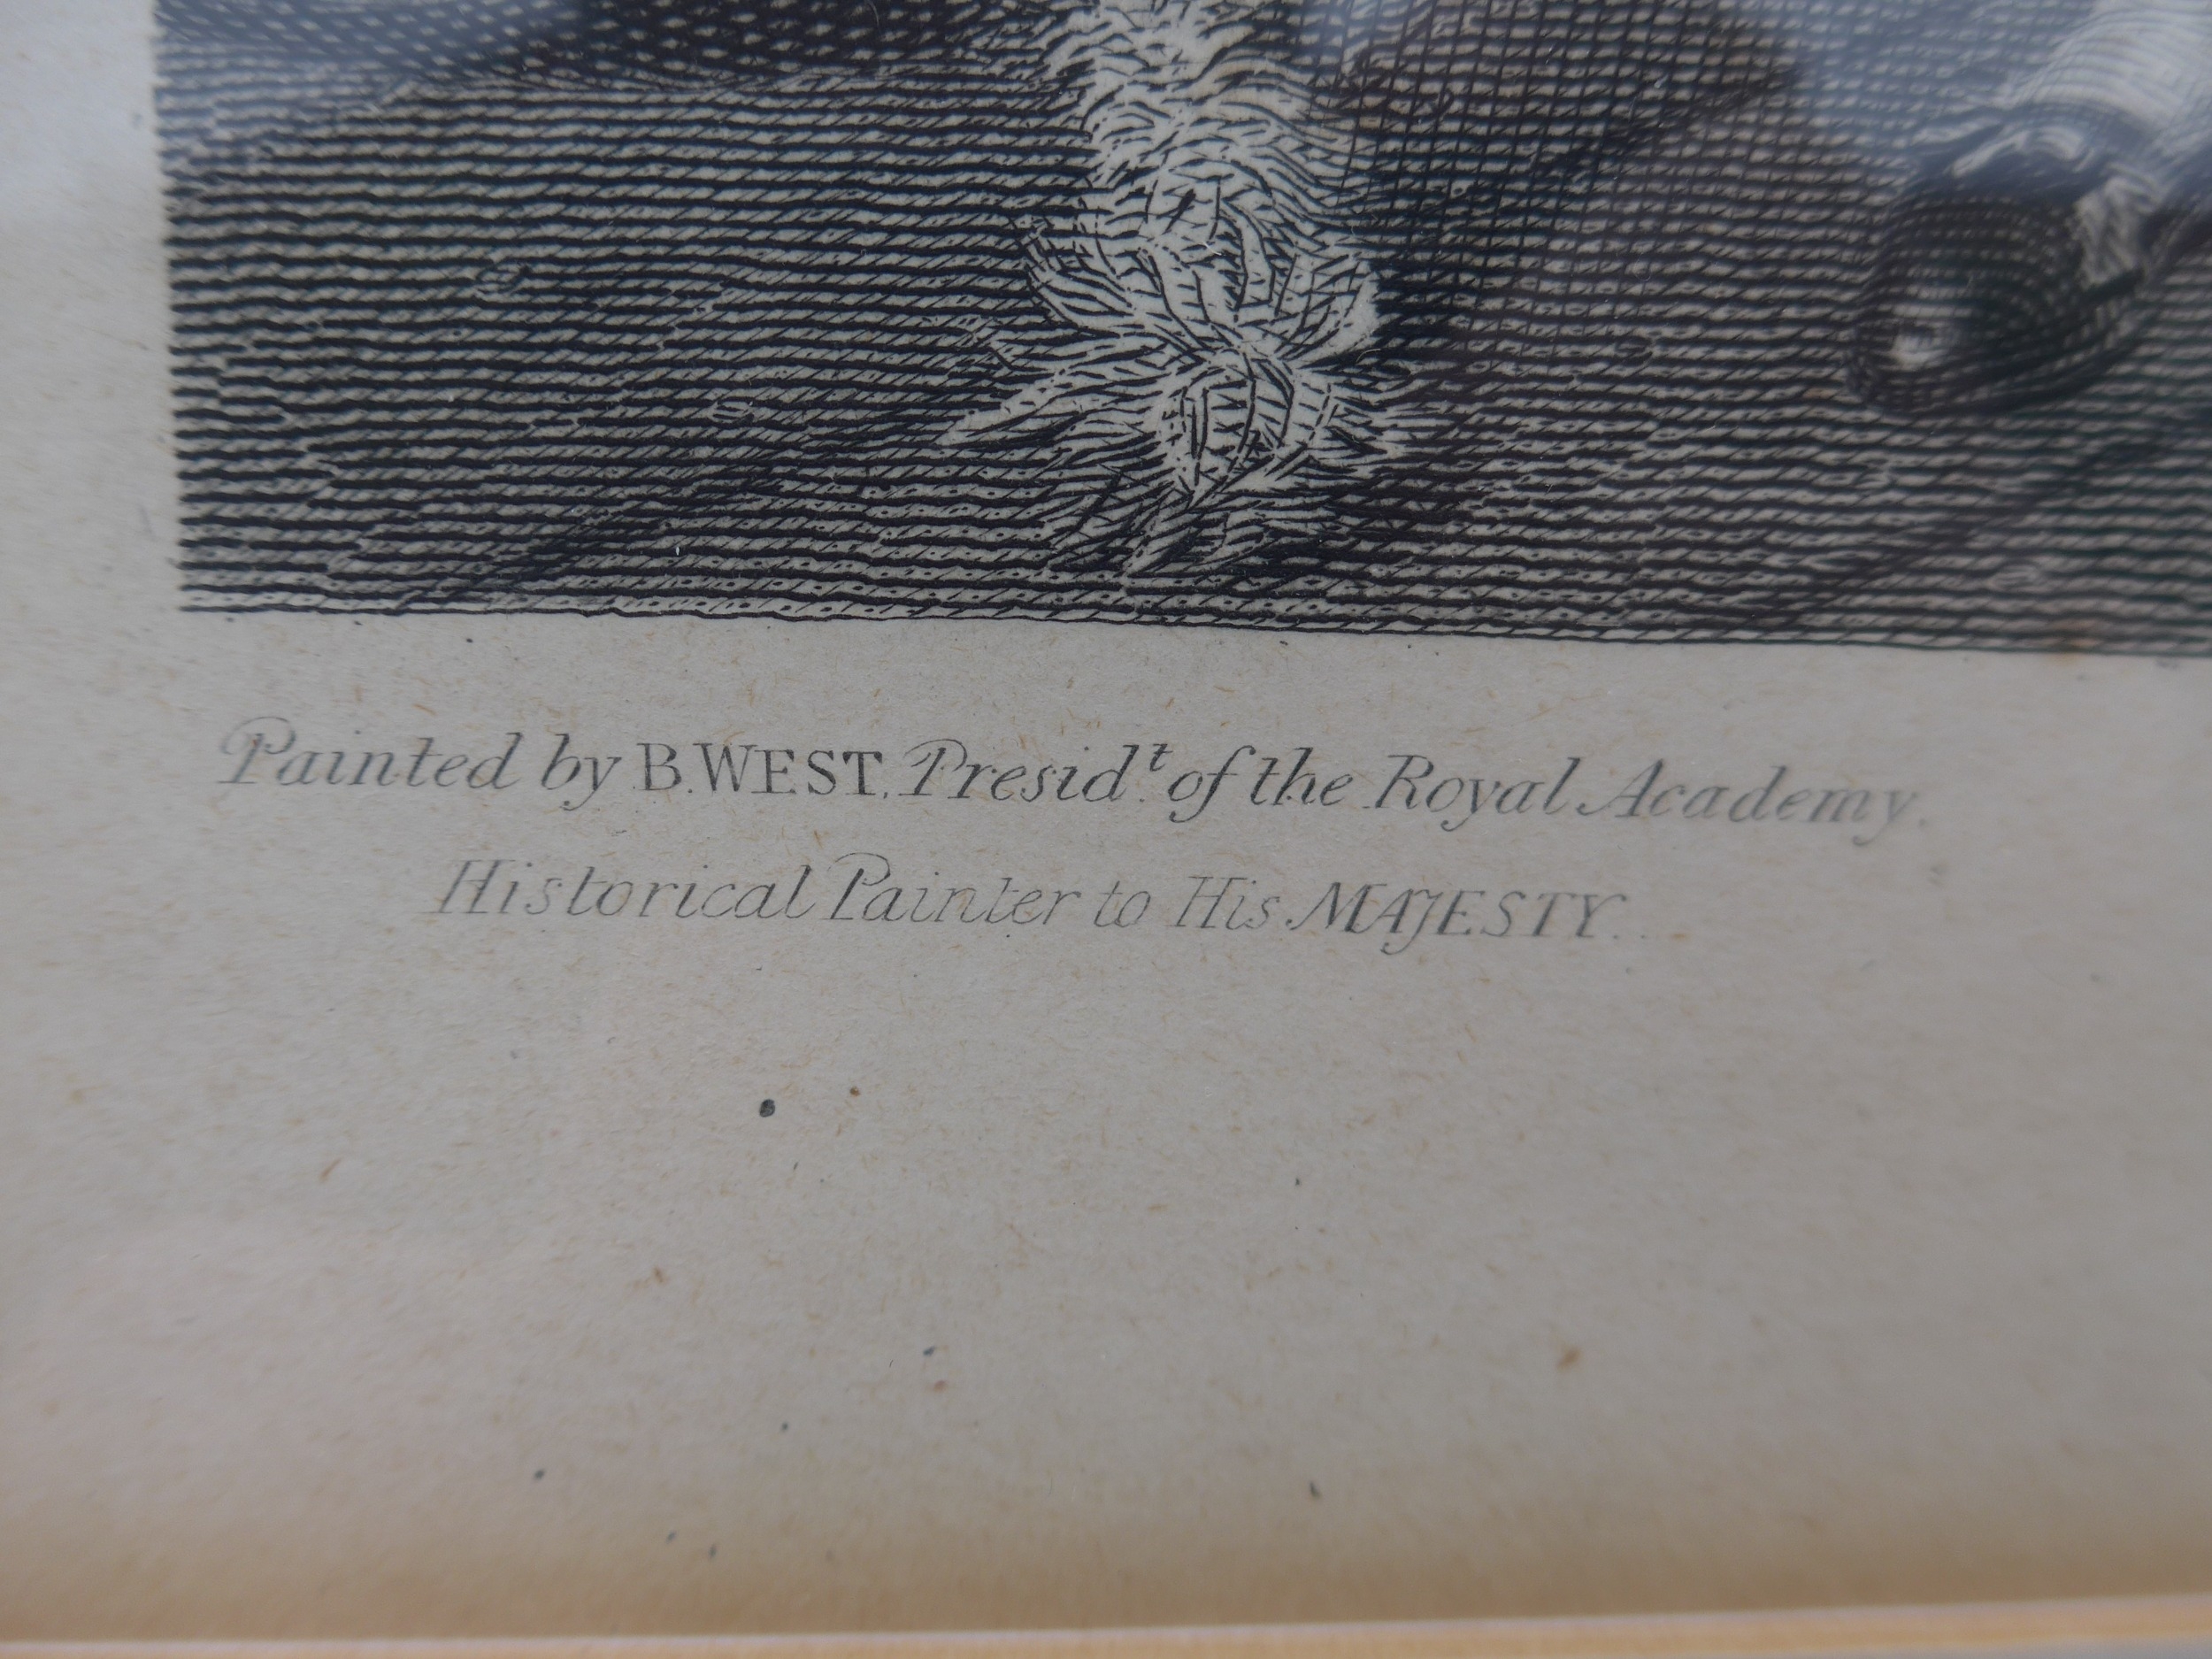 Painted by B. WEST. Presid.t of the Royal Academy.
Historical Painter to His MAJESTY.